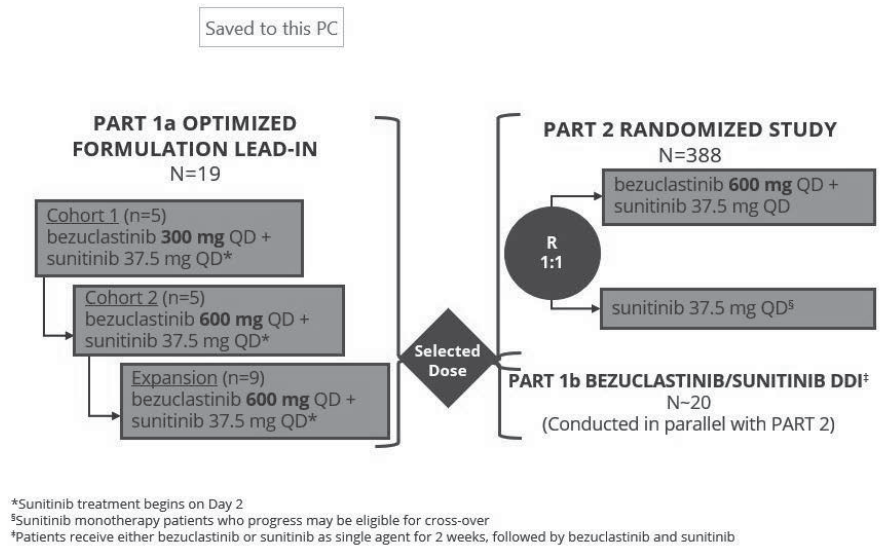 Saved to this PC
PART 1a OPTIMIZED
FORMULATION LEAD-IN
N=19
Cohort 1 (n=5)
bezuclastinib 300 mg QD +
sunitinib 37.5 mg QD*
Cohort 2 (n=5)
bezuclastinib 600 mg QD +
sunitinib 37.5 mg QD*
Expansion (n=9)
bezuclastinib 600 mg QD +
sunitinib 37.5 mg QD*
Selected
Dose
PART 2 RANDOMIZED STUDY
N=388
bezuclastinib 600 mg QD +
sunitinib 37.5 mg QD
R
1:1
sunitinib 37.5 mg QD§
PART 1b BEZUCLASTINIB/SUNITINIB DDI‡
N~20
(Conducted in parallel with PART 2)
*Sunitinib treatment begins on Day 2
§Sunitinib monotherapy patients who progress may be eligible for cross-over
‡Patients receive either bezuclastinib or sunitinib as single agent for 2 weeks, followed by bezuclastinib and sunitinib